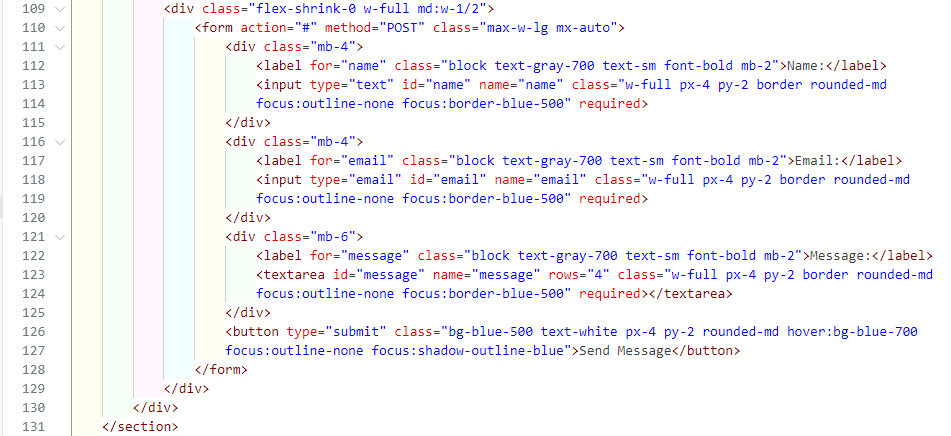 109 <div class="flex-shrink-0 w-full md:w-1/2">
110 <form action="#" method="POST" class="max-w-lg mx-auto">
111 <div class="mb-4">
112 <label for="name" class="block text-gray-700 text-sm font-bold mb-2">Name:</label>
113 <input type="text" id="name" name="name" class="w-full px-4 py-2 border rounded-md
114 focus:outline-none focus:border-blue-500" required>
115 </div>
116 <div class="mb-4">
117 <label for="email" class="block text-gray-700 text-sm font-bold mb-2">Email:</label>
118 <input type="email" id="email" name="email" class="w-full px-4 py-2 border rounded-md
119 focus:outline-none focus:border-blue-500" required>
120 </div>
121 <div class="mb-6">
122 <label for="message" class="block text-gray-700 text-sm font-bold mb-2">Message:</label>
123 <textarea id="message" name="message" rows="4" class="w-full px-4 py-2 border rounded-md
124 focus:outline-none focus:border-blue-500" required></textarea>
125 </div>
126 <button type="submit" class="bg-blue-500 text-white px-4 py-2 rounded-md hover:bg-blue-700
127 focus:outline-none focus:shadow-outline-blue">Send Message</button>
128 </form>
129 </div>
130 </div>
131 </section>